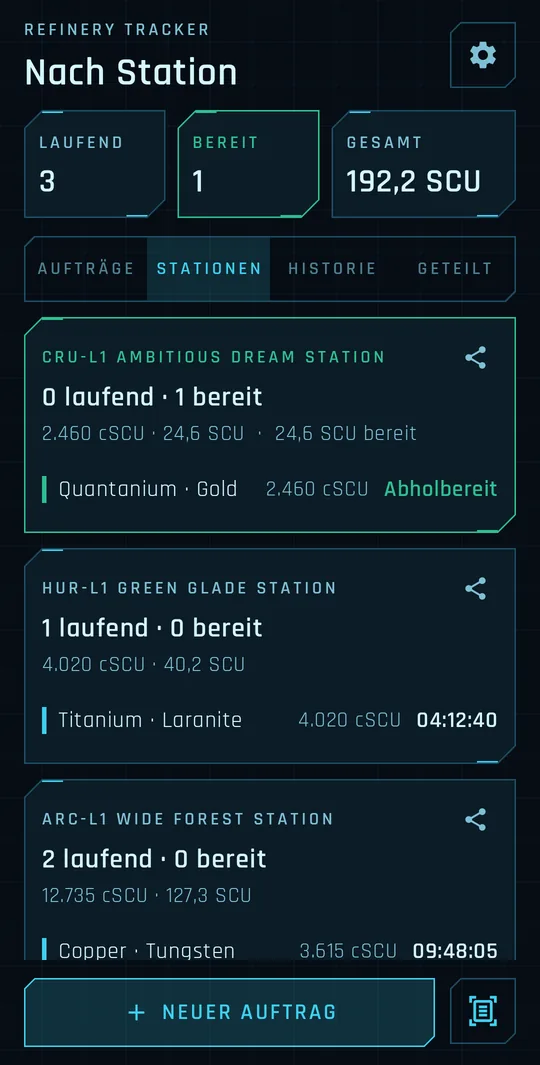 REFINERY TRACKER
Nach Station
LAUFEND
3
BEREIT
1
GESAMT
192,2 SCU
AUFTRÄGE
STATIONEN
HISTORIE
GETEILT
CRU-L1 AMBITIOUS DREAM STATION
0 laufend · 1 bereit
2.460 cSCU · 24,6 SCU · 24,6 SCU bereit
Quantanium · Gold 2.460 cSCU Abholbereit
HUR-L1 GREEN GLADE STATION
1 laufend · 0 bereit
4.020 cSCU · 40,2 SCU
Titanium · Laranite 4.020 cSCU 04:12:40
ARC-L1 WIDE FOREST STATION
2 laufend · 0 bereit
12.735 cSCU · 127,3 SCU
Copper · Tungsten 3.615 cSCU 09:48:05
+ NEUER AUFTRAG